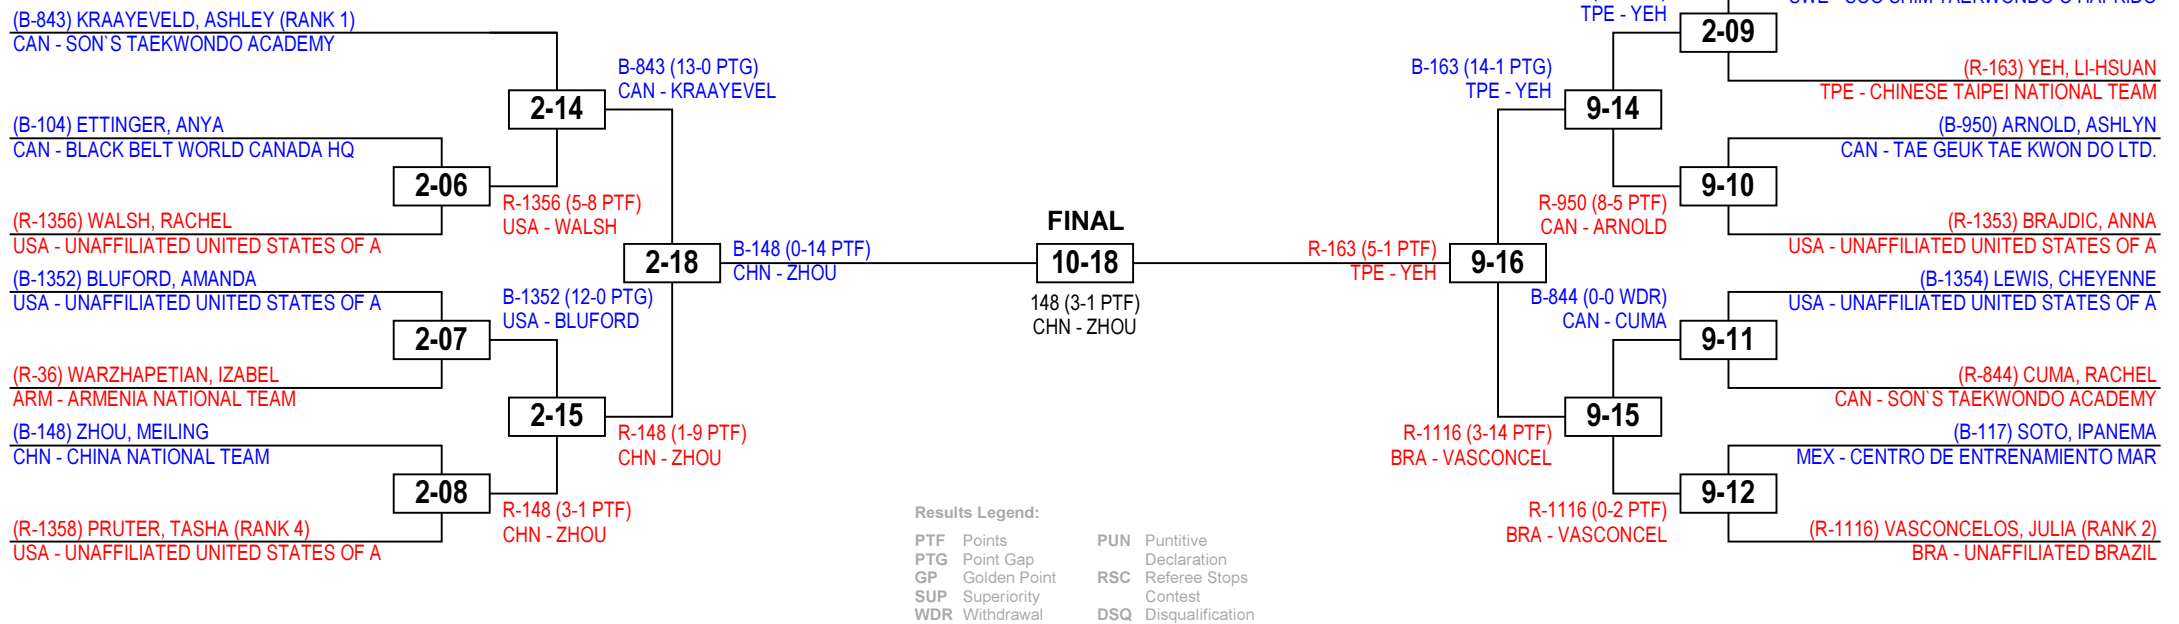 (B-843) KRAAYEVELD, ASHLEY (RANK 1)
CAN - SON`S TAEKWONDO ACADEMY
2-14
B-843 (13-0 PTG)
CAN - KRAAYEVEL
(B-104) ETTINGER, ANYA
CAN - BLACK BELT WORLD CANADA HQ
2-06
R-1356 (5-8 PTF)
USA - WALSH
(R-1356) WALSH, RACHEL
USA - UNAFFILIATED UNITED STATES OF A
2-18
B-148 (0-14 PTF)
CHN - ZHOU
(B-1352) BLUFORD, AMANDA
USA - UNAFFILIATED UNITED STATES OF A
B-1352 (12-0 PTG)
USA - BLUFORD
2-07
(R-36) WARZHAPETIAN, IZABEL
ARM - ARMENIA NATIONAL TEAM
2-15
R-148 (1-9 PTF)
CHN - ZHOU
(B-148) ZHOU, MEILING
CHN - CHINA NATIONAL TEAM
2-08
R-148 (3-1 PTF)
CHN - ZHOU
(R-1358) PRUTER, TASHA (RANK 4)
USA - UNAFFILIATED UNITED STATES OF A
FINAL
10-18
148 (3-1 PTF)
CHN - ZHOU
TPE - YEH
2-09
(R-163) YEH, LI-HSUAN
TPE - CHINESE TAIPEI NATIONAL TEAM
B-163 (14-1 PTG)
TPE - YEH
9-14
(B-950) ARNOLD, ASHLYN
CAN - TAE GEUK TAE KWON DO LTD.
9-10
R-950 (8-5 PTF)
CAN - ARNOLD
(R-1353) BRAJDIC, ANNA
USA - UNAFFILIATED UNITED STATES OF A
R-163 (5-1 PTF)
TPE - YEH
9-16
(B-1354) LEWIS, CHEYENNE
USA - UNAFFILIATED UNITED STATES OF A
B-844 (0-0 WDR)
CAN - CUMA
9-11
(R-844) CUMA, RACHEL
CAN - SON`S TAEKWONDO ACADEMY
9-15
R-1116 (3-14 PTF)
BRA - VASCONCEL
(B-117) SOTO, IPANEMA
MEX - CENTRO DE ENTRENAMIENTO MAR
9-12
R-1116 (0-2 PTF)
BRA - VASCONCEL
(R-1116) VASCONCELOS, JULIA (RANK 2)
BRA - UNAFFILIATED BRAZIL
Results Legend:
PTF Points
PTG Point Gap
GP Golden Point
SUP Superiority
WDR Withdrawal
PUN Puntitive
Declaration
RSC Referee Stops
Contest
DSQ Disqualification